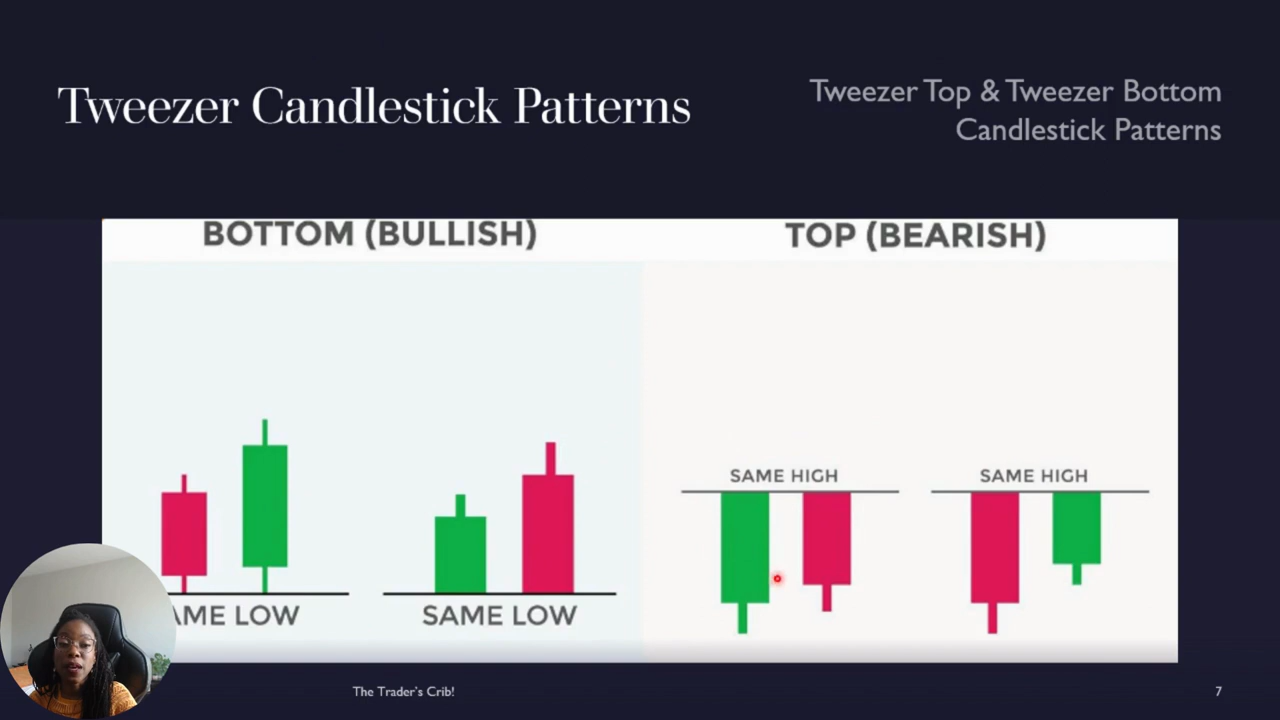 Tweezer Candlestick Patterns
Tweezer Top & Tweezer Bottom
Candlestick Patterns
BOTTOM (BULLISH)
TOP (BEARISH)
SAME HIGH
SAME HIGH
AME LOW
SAME LOW
The Trader's Crib!
7